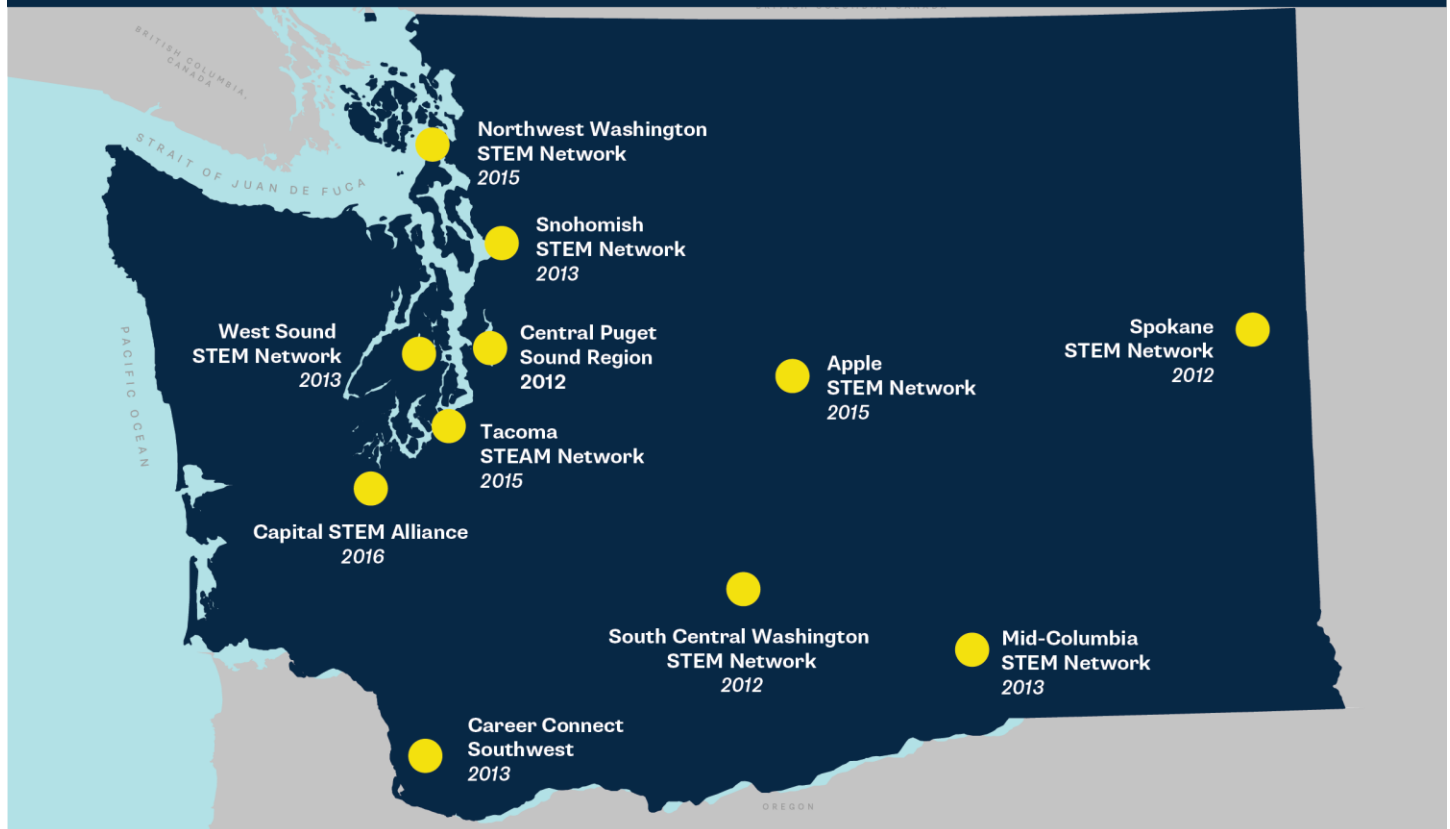 BRITISH COLUMBIA, CANADA
BRITISH COLUMBIA,
CANADA
STRAIT OF JUAN DE FUCA
PACIFIC OCEAN
Northwest Washington
STEM Network
2015
Snohomish
STEM Network
2013
West Sound
STEM Network
2013
Central Puget
Sound Region
2012
Apple
STEM Network
2015
Spokane
STEM Network
2012
Tacoma
STEAM Network
2015
Capital STEM Alliance
2016
South Central Washington
STEM Network
2012
Mid-Columbia
STEM Network
2013
Career Connect
Southwest
2013
OREGON